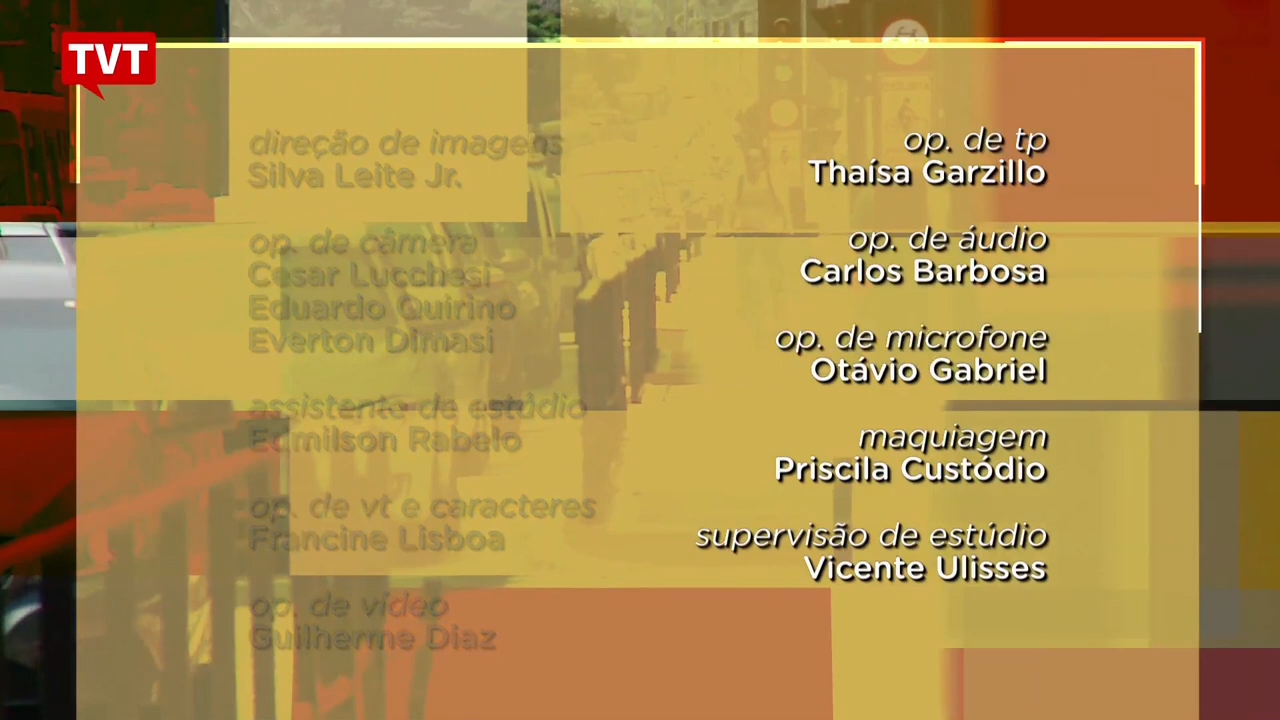 TVT
direção de imagens
Silva Leite Jr.
op. de câmera
Cesar Lucchesi
Eduardo Quirino
Everton Dimasi
assistente de estúdio
Edmilson Rabelo
op. de vt e caracteres
Francine Lisboa
op. de vídeo
Guilherme Diaz
op. de tp
Thaísa Garzillo
op. de áudio
Carlos Barbosa
op. de microfone
Otávio Gabriel
maquiagem
Priscila Custódio
supervisão de estúdio
Vicente Ulisses